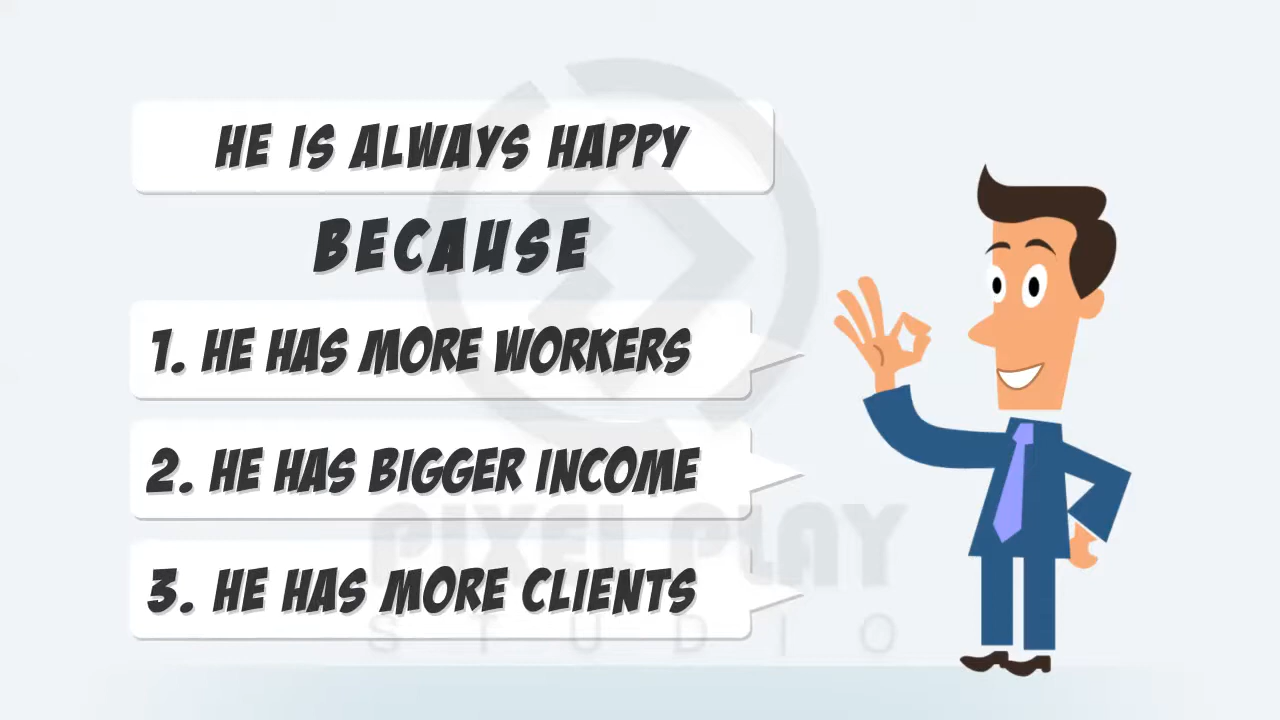 HE IS ALWAYS HAPPY
BECAUSE
1. HE HAS MORE WORKERS
2. HE HAS BIGGER INCOME
3. HE HAS MORE CLIENTS
PIXEL PLAY
STUDIO